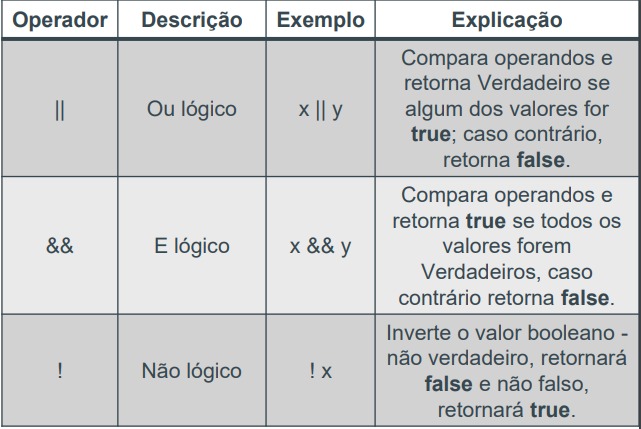 Operador Descrição Exemplo Explicação
|| Ou lógico x || y Compara operandos e
retorna Verdadeiro se
algum dos valores for
true; caso contrário,
retorna false.
&& E lógico x && y Compara operandos e
retorna true se todos os
valores forem
Verdadeiros, caso
contrário retorna false.
! Não lógico ! x Inverte o valor booleano -
não verdadeiro, retornará
false e não falso,
retornará true.